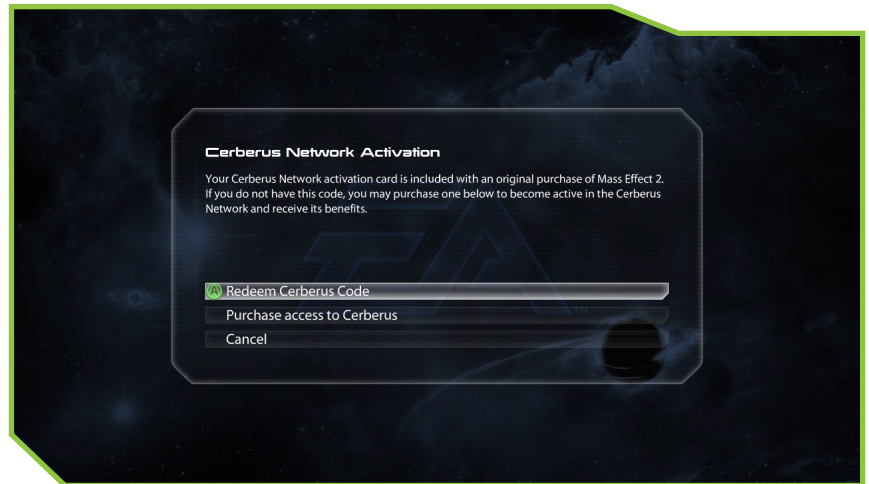 Cerberus Network Activation
Your Cerberus Network activation card is included with an original purchase of Mass Effect 2.
If you do not have this code, you may purchase one below to become active in the Cerberus
Network and receive its benefits.
EA
A Redeem Cerberus Code
Purchase access to Cerberus
Cancel